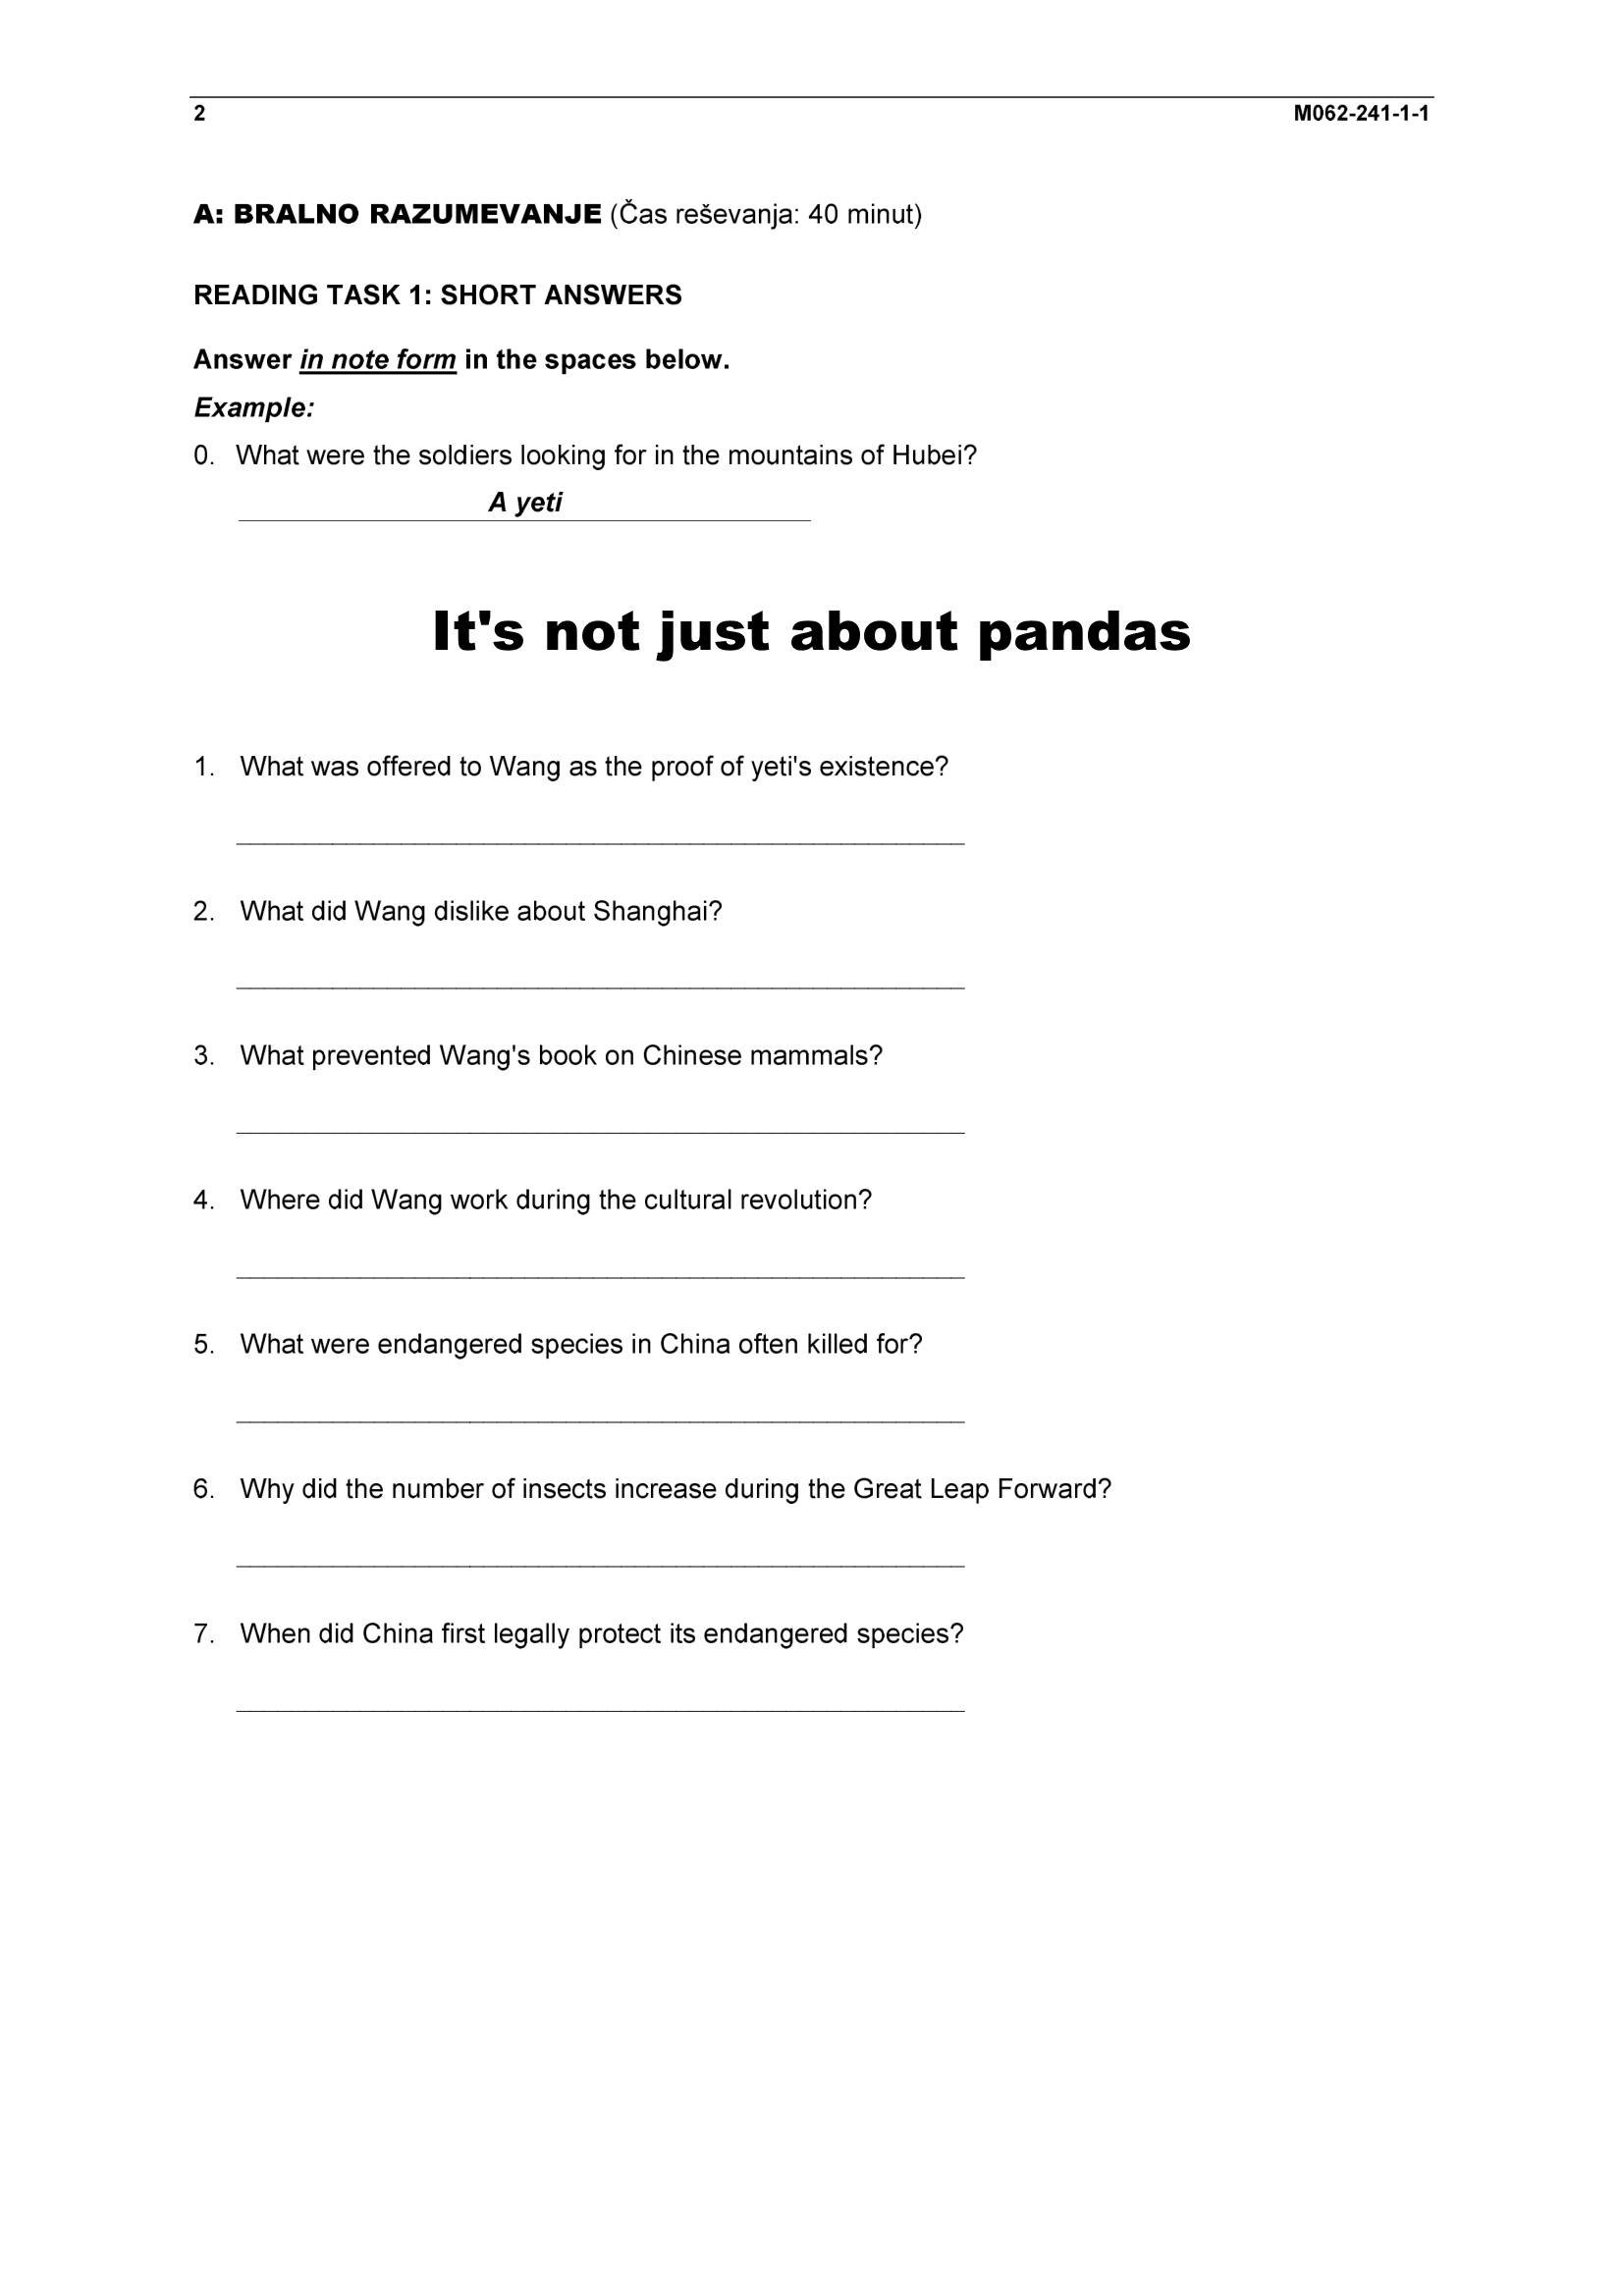 2 M062-241-1-1
A: BRALNO RAZUMEVANJE (Čas reševanja: 40 minut)
READING TASK 1: SHORT ANSWERS
Answer in note form in the spaces below.
Example:
0. What were the soldiers looking for in the mountains of Hubei?
A yeti
It's not just about pandas
1. What was offered to Wang as the proof of yeti's existence?
2. What did Wang dislike about Shanghai?
3. What prevented Wang's book on Chinese mammals?
4. Where did Wang work during the cultural revolution?
5. What were endangered species in China often killed for?
6. Why did the number of insects increase during the Great Leap Forward?
7. When did China first legally protect its endangered species?